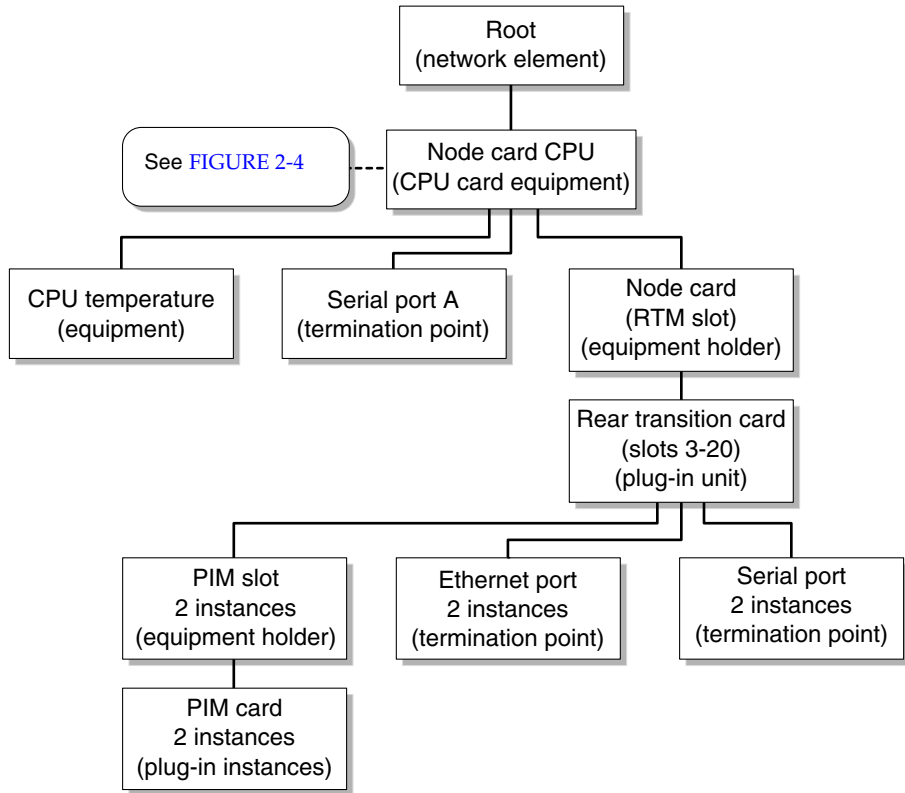 Root
(network element)
See FIGURE 2-4
Node card CPU
(CPU card equipment)
CPU temperature
(equipment)
Serial port A
(termination point)
Node card
(RTM slot)
(equipment holder)
Rear transition card
(slots 3-20)
(plug-in unit)
PIM slot
2 instances
(equipment holder)
Ethernet port
2 instances
(termination point)
Serial port
2 instances
(termination point)
PIM card
2 instances
(plug-in instances)